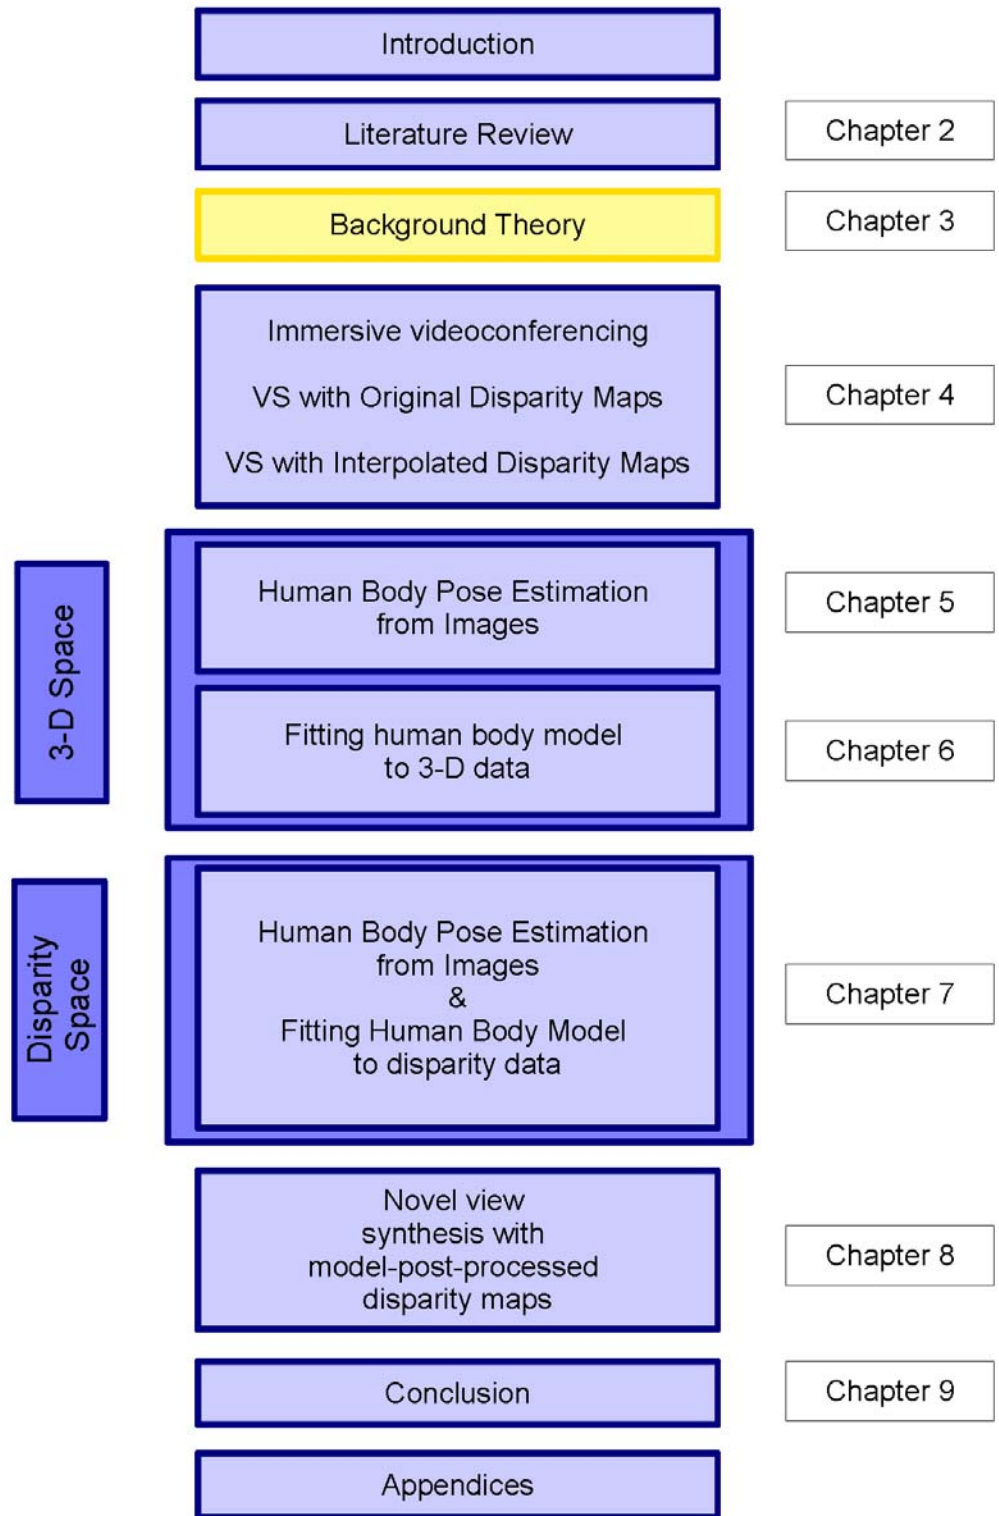 Introduction
Literature Review
Chapter 2
Background Theory
Chapter 3
Immersive videoconferencing
VS with Original Disparity Maps
VS with Interpolated Disparity Maps
Chapter 4
3-D Space
Human Body Pose Estimation
from Images
Chapter 5
Fitting human body model
to 3-D data
Chapter 6
Disparity
Space
Human Body Pose Estimation
from Images
&
Fitting Human Body Model
to disparity data
Chapter 7
Novel view
synthesis with
model-post-processed
disparity maps
Chapter 8
Conclusion
Chapter 9
Appendices